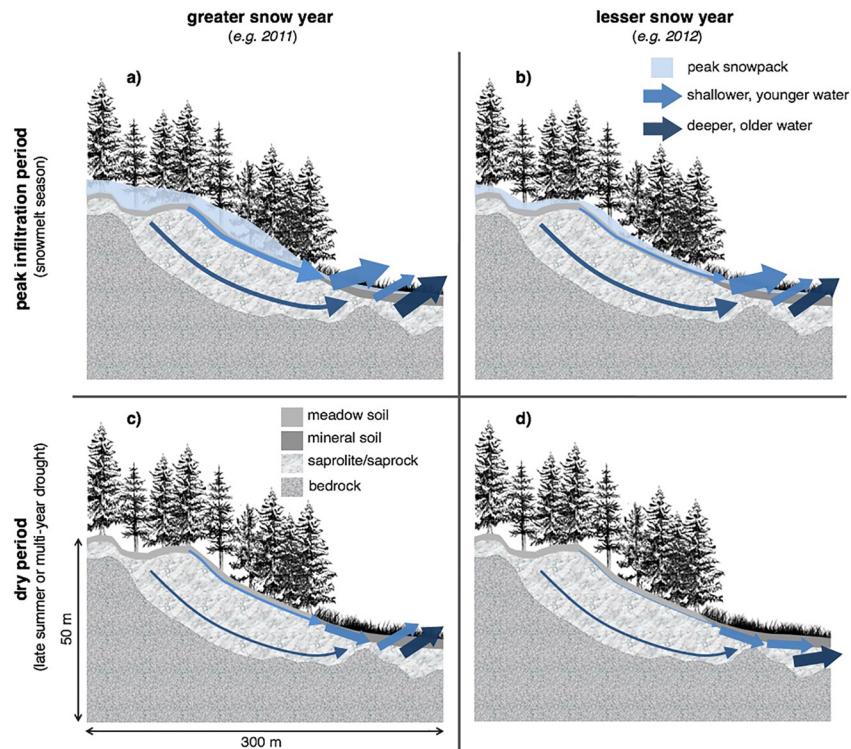 greater snow year
(e.g. 2011)
lesser snow year
(e.g. 2012)
peak infiltration period
(snowmelt season)
a)
b)
peak snowpack
shallower, younger water
deeper, older water
dry period
(late summer or multi-year drought)
c)
meadow soil
mineral soil
saprolite/saprock
bedrock
d)
50 m
300 m